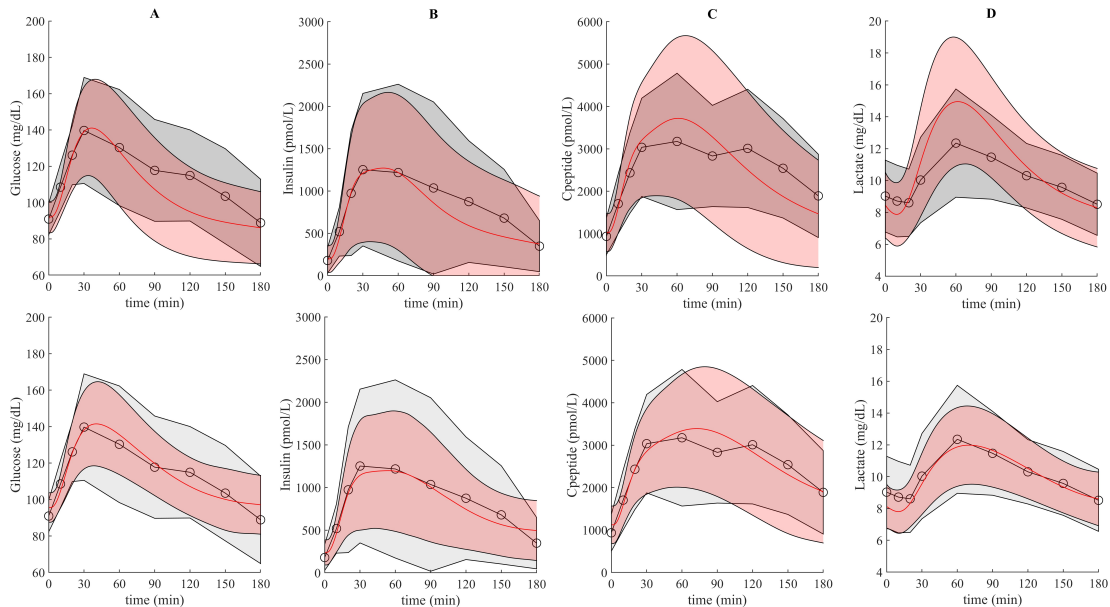 A B C D
Glucose (mg/dL)
200
180
160
140
120
100
80
60
0 30 60 90 120 150 180
time (min)
Insulin (pmol/L)
3000
2500
2000
1500
1000
500
0
0 30 60 90 120 150 180
time (min)
Cpeptide (pmol/L)
6000
5000
4000
3000
2000
1000
0
0 30 60 90 120 150 180
time (min)
Lactate (mg/dL)
20
18
16
14
12
10
8
6
4
0 30 60 90 120 150 180
time (min)
Glucose (mg/dL)
200
180
160
140
120
100
80
60
0 30 60 90 120 150 180
time (min)
Insulin (pmol/L)
3000
2500
2000
1500
1000
500
0
0 30 60 90 120 150 180
time (min)
Cpeptide (pmol/L)
6000
5000
4000
3000
2000
1000
0
0 30 60 90 120 150 180
time (min)
Lactate (mg/dL)
20
18
16
14
12
10
8
6
4
0 30 60 90 120 150 180
time (min)